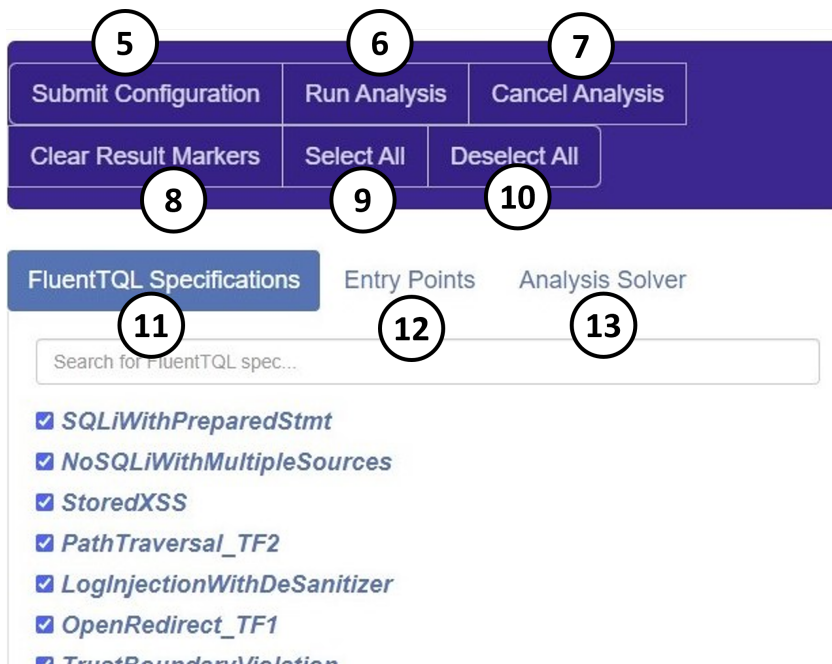 5 6 7
Submit Configuration Run Analysis Cancel Analysis
Clear Result Markers Select All Deselect All
8 9 10
FluentTQL Specifications Entry Points Analysis Solver
11 12 13
Search for FluentTQL spec...
SQLiWithPreparedStmt
NoSQLiWithMultipleSources
StoredXSS
PathTraversal_TF2
LogInjectionWithDeSanitizer
OpenRedirect_TF1
TrustBoundaryViolation